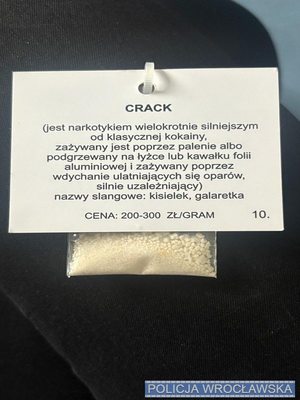 CRACK
(jest narkotykiem wielokrotnie silniejszym
od klasycznej kokainy,
zażywany jest poprzez palenie albo
podgrzewany na łyżce lub kawałku folii
aluminiowej i zażywany poprzez
wdychanie ulatniających się oparów,
silnie uzależniający)
nazwy slangowe: kisielek, galaretka
CENA: 200-300 ZŁ/GRAM 10.
POLICJA WROCŁAWSKA